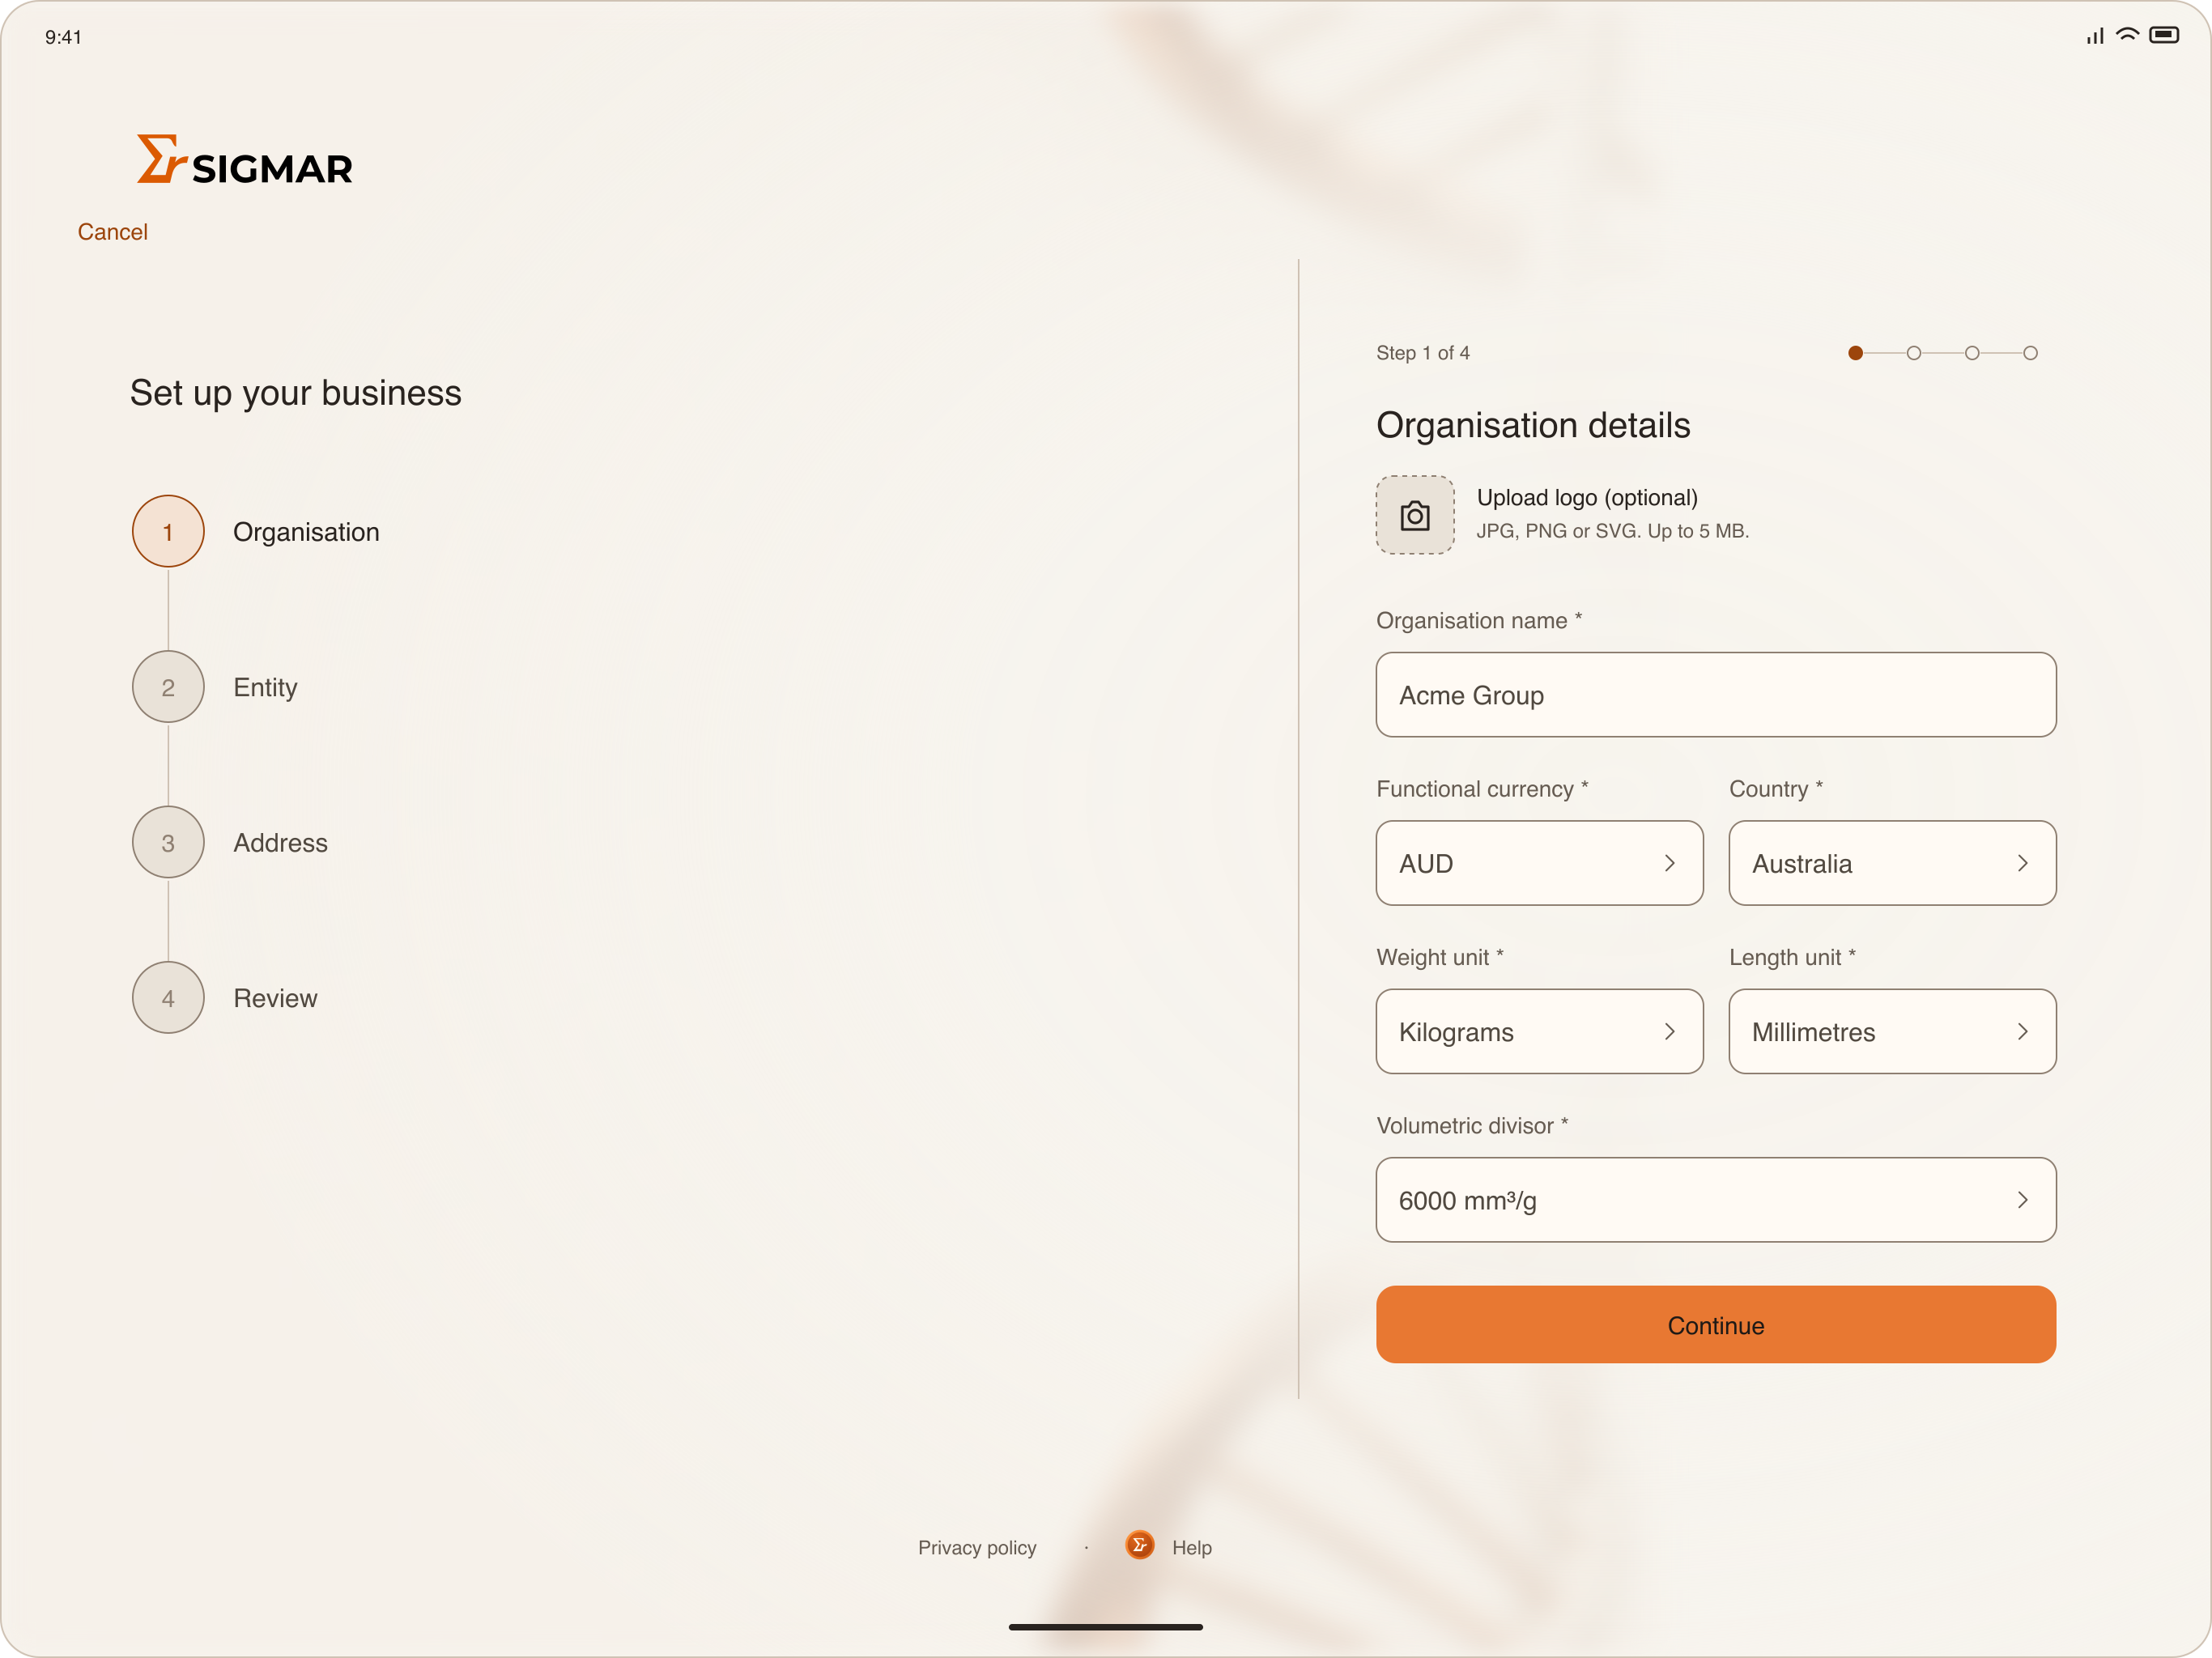 9:41
Σr SIGMAR
Cancel
Set up your business
1 Organisation
2 Entity
3 Address
4 Review
Step 1 of 4
Organisation details
Upload logo (optional)
JPG, PNG or SVG. Up to 5 MB.
Organisation name *
Acme Group
Functional currency * Country *
AUD Australia
Weight unit * Length unit *
Kilograms Millimetres
Volumetric divisor *
6000 mm³/g
Continue
Privacy policy · Σr Help